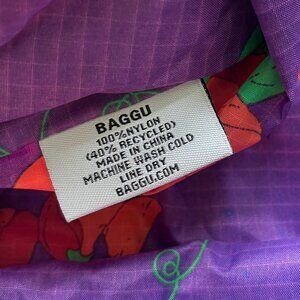 BAGGU
100%NYLON
(40% RECYCLED)
MADE IN CHINA
MACHINE WASH COLD
LINE DRY
BAGGU.COM